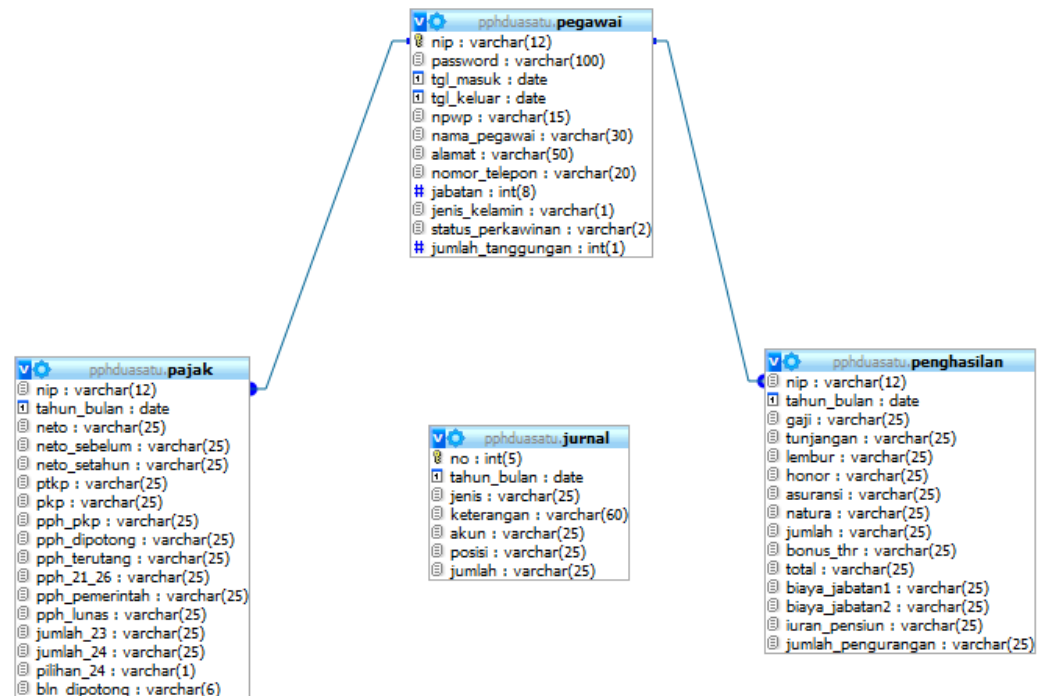 pphduasatu.pegawai
nip : varchar(12)
password : varchar(100)
tgl_masuk : date
tgl_keluar : date
npwp : varchar(15)
nama_pegawai : varchar(30)
alamat : varchar(50)
nomor_telepon : varchar(20)
# jabatan : int(8)
jenis_kelamin : varchar(1)
status_perkawinan : varchar(2)
# jumlah_tanggungan : int(1)
pphduasatu.pajak
nip : varchar(12)
tahun_bulan : date
neto : varchar(25)
neto_sebelum : varchar(25)
neto_setahun : varchar(25)
ptkp : varchar(25)
pkp : varchar(25)
pph_pkp : varchar(25)
pph_dipotong : varchar(25)
pph_terutang : varchar(25)
pph_21_26 : varchar(25)
pph_pemerintah : varchar(25)
pph_lunas : varchar(25)
jumlah_23 : varchar(25)
jumlah_24 : varchar(25)
pilihan_24 : varchar(1)
bln_dipotong : varchar(6)
pphduasatu.jurnal
no : int(5)
tahun_bulan : date
jenis : varchar(25)
keterangan : varchar(60)
akun : varchar(25)
posisi : varchar(25)
jumlah : varchar(25)
pphduasatu.penghasilan
nip : varchar(12)
tahun_bulan : date
gaji : varchar(25)
tunjangan : varchar(25)
lembur : varchar(25)
honor : varchar(25)
asuransi : varchar(25)
natura : varchar(25)
jumlah : varchar(25)
bonus_thr : varchar(25)
total : varchar(25)
biaya_jabatan1 : varchar(25)
biaya_jabatan2 : varchar(25)
iuran_pensiun : varchar(25)
jumlah_pengurangan : varchar(25)